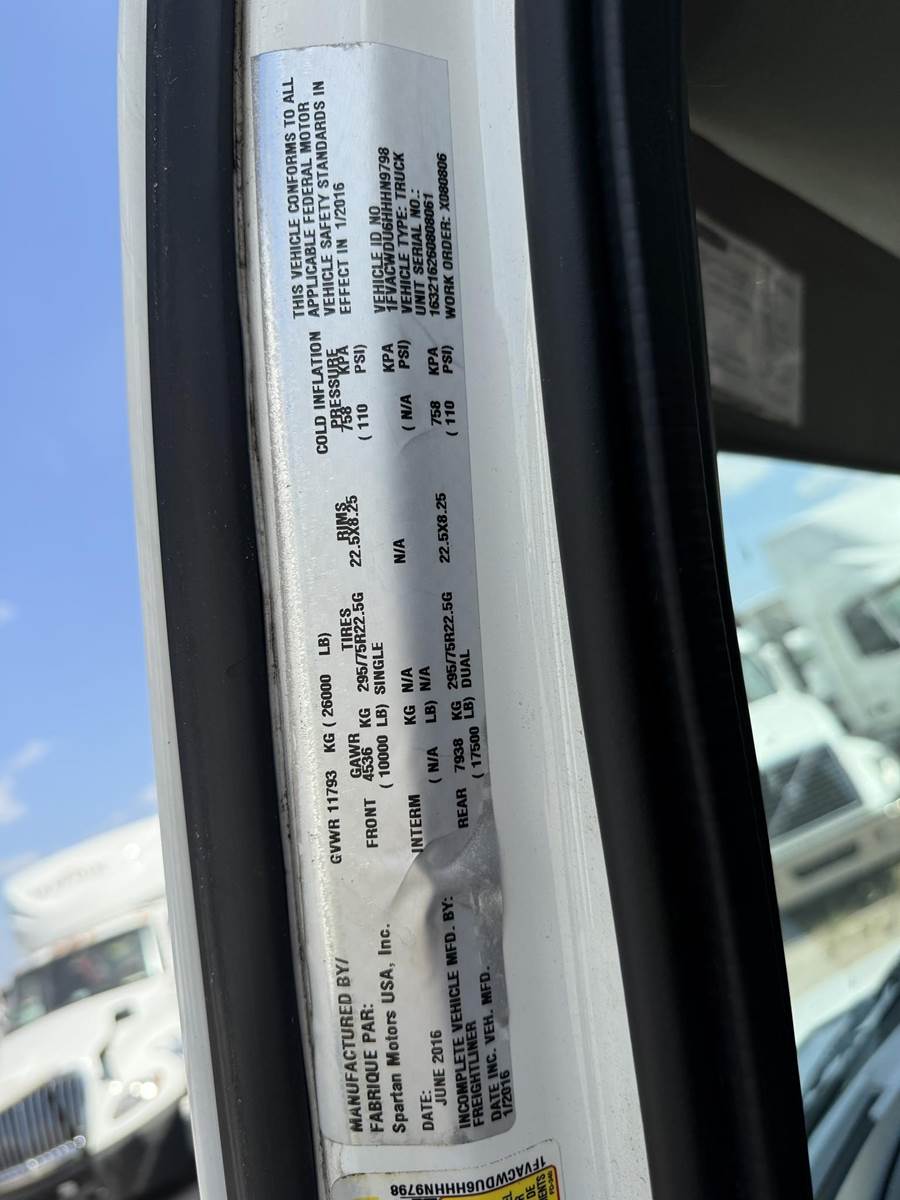 MANUFACTURED BY/
FABRIQUE PAR:
Spartan Motors USA, Inc.
DATE:
JUNE 2016
INCOMPLETE VEHICLE MFD. BY:
FREIGHTLINER
DATE INC. VEH. MFD.
1/2016
GVWR 11793 KG ( 26000 LB)
GAWR TIRES RIMS COLD INFLATION PRESSURE
FRONT 4536 KG 295/75R22.5G 22.5X8.25 758 KPA
( 10000 LB) SINGLE ( 110 PSI)
INTERM KG N/A N/A KPA
( N/A LB) N/A ( N/A PSI)
REAR 7938 KG 295/75R22.5G 22.5X8.25 758 KPA
( 17500 LB) DUAL ( 110 PSI)
THIS VEHICLE CONFORMS TO ALL
APPLICABLE FEDERAL MOTOR
VEHICLE SAFETY STANDARDS IN
EFFECT IN 1/2016
VEHICLE ID NO
1FVACWDU6HHHN9798
VEHICLE TYPE: TRUCK
UNIT SERIAL NO.:
16321626080806​1
WORK ORDER: X080806
1FVACWDU6HHHN9798